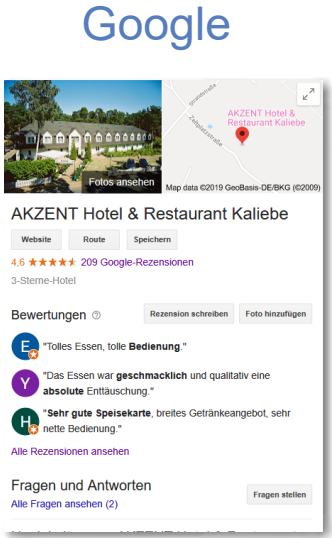 Google
Fotos ansehen
AKZENT Hotel &
Restaurant Kaliebe
Zeltplatzstraße
Map data ©2019 GeoBasis-DE/BKG (©2009)
AKZENT Hotel & Restaurant Kaliebe
Website Route Speichern
4,6 ★★★★★ 209 Google-Rezensionen
3-Sterne-Hotel
Bewertungen
Rezension schreiben Foto hinzufügen
E "Tolles Essen, tolle Bedienung."
Y "Das Essen war geschmacklich und qualitativ eine
absolute Enttäuschung."
H "Sehr gute Speisekarte, breites Getränkeangebot, sehr
nette Bedienung."
Alle Rezensionen ansehen
Fragen und Antworten
Alle Fragen ansehen (2)
Fragen stellen